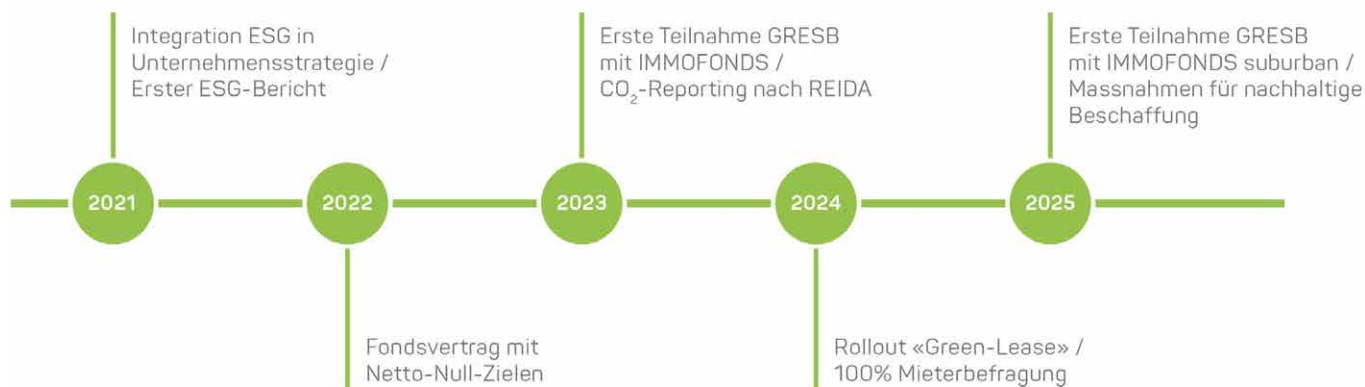 Integration ESG in
Unternehmensstrategie /
Erster ESG-Bericht
Erste Teilnahme GRESB
mit IMMOFONDS /
CO₂-Reporting nach REIDA
Erste Teilnahme GRESB
mit IMMOFONDS suburban /
Massnahmen für nachhaltige
Beschaffung
2021
2022
2023
2024
2025
Fondsvertrag mit
Netto-Null-Zielen
Rollout «Green-Lease» /
100% Mieterbefragung